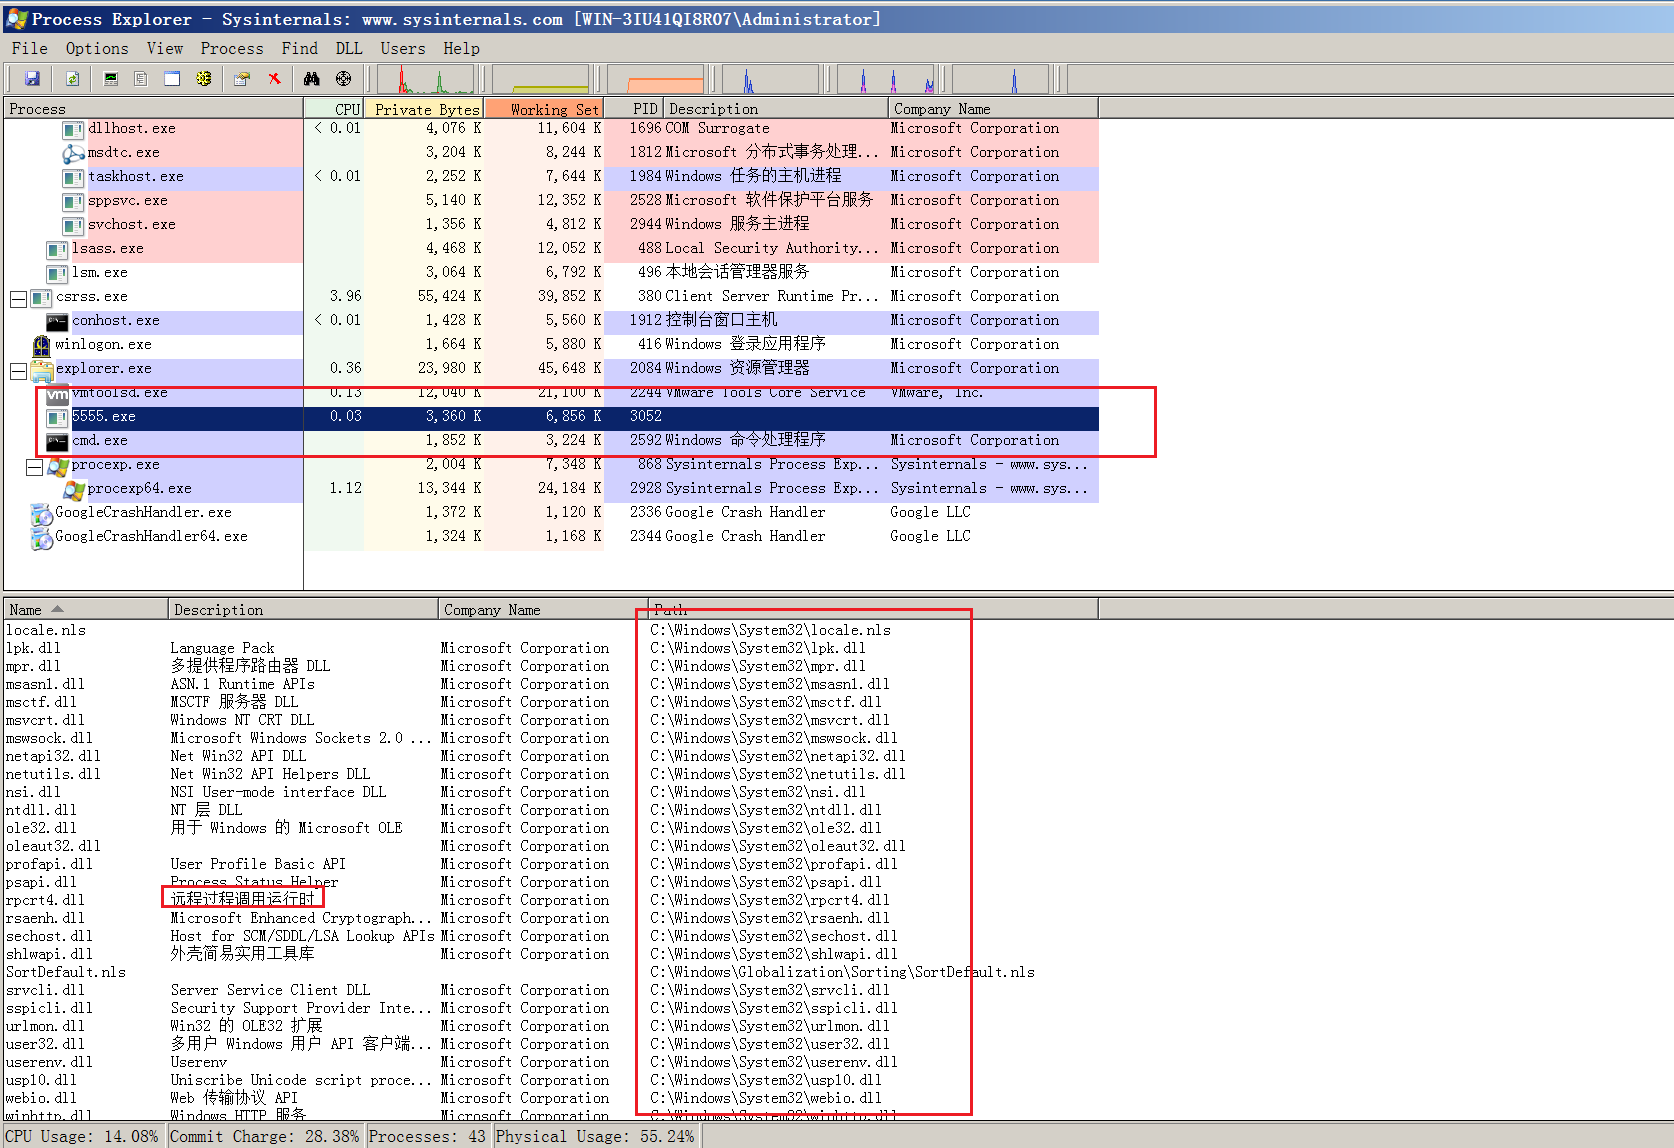 Process Explorer - Sysinternals: www.sysinternals.com [WIN-3IU41QI8R07\Administrator]
File Options View Process Find DLL Users Help
Process CPU Private Bytes Working Set PID Description Company Name
dllhost.exe < 0.01 4,076 K 11,604 K 1696 COM Surrogate Microsoft Corporation
msdtc.exe 3,204 K 8,244 K 1812 Microsoft 分布式事务处理... Microsoft Corporation
taskhost.exe < 0.01 2,252 K 7,644 K 1984 Windows 任务的主机进程 Microsoft Corporation
sppsvc.exe 5,140 K 12,352 K 2528 Microsoft 软件保护平台服务 Microsoft Corporation
svchost.exe 1,356 K 4,812 K 2944 Windows 服务主进程 Microsoft Corporation
lsass.exe 4,468 K 12,052 K 488 Local Security Authority... Microsoft Corporation
lsm.exe 3,064 K 6,792 K 496 本地会话管理器服务 Microsoft Corporation
csrss.exe 3.96 55,424 K 39,852 K 380 Client Server Runtime Pr... Microsoft Corporation
conhost.exe < 0.01 1,428 K 5,560 K 1912 控制台窗口主机 Microsoft Corporation
winlogon.exe 1,664 K 5,880 K 416 Windows 登录应用程序 Microsoft Corporation
explorer.exe 0.36 23,980 K 45,648 K 2084 Windows 资源管理器 Microsoft Corporation
vmtoolsd.exe 0.13 12,040 K 21,100 K 2244 VMware Tools Core Service VMware, Inc.
5555.exe 0.03 3,360 K 6,856 K 3052
cmd.exe 1,852 K 3,224 K 2592 Windows 命令处理程序 Microsoft Corporation
procexp.exe 2,004 K 7,348 K 868 Sysinternals Process Exp... Sysinternals - www.sys...
procexp64.exe 1.12 13,344 K 24,184 K 2928 Sysinternals Process Exp... Sysinternals - www.sys...
GoogleCrashHandler.exe 1,372 K 1,120 K 2336 Google Crash Handler Google LLC
GoogleCrashHandler64.exe 1,324 K 1,168 K 2344 Google Crash Handler Google LLC
Name Description Company Name Path
locale.nls C:\Windows\System32\locale.nls
lpk.dll Language Pack Microsoft Corporation C:\Windows\System32\lpk.dll
mpr.dll 多提供程序路由器 DLL Microsoft Corporation C:\Windows\System32\mpr.dll
msasn1.dll ASN.1 Runtime APIs Microsoft Corporation C:\Windows\System32\msasn1.dll
msctf.dll MSCTF 服务器 DLL Microsoft Corporation C:\Windows\System32\msctf.dll
msvcrt.dll Windows NT CRT DLL Microsoft Corporation C:\Windows\System32\msvcrt.dll
mswsock.dll Microsoft Windows Sockets 2.0 ... Microsoft Corporation C:\Windows\System32\mswsock.dll
netapi32.dll Net Win32 API DLL Microsoft Corporation C:\Windows\System32\netapi32.dll
netutils.dll Net Win32 API Helpers DLL Microsoft Corporation C:\Windows\System32\netutils.dll
nsi.dll NSI User-mode interface DLL Microsoft Corporation C:\Windows\System32\nsi.dll
ntdll.dll NT 层 DLL Microsoft Corporation C:\Windows\System32\ntdll.dll
ole32.dll 用于 Windows 的 Microsoft OLE Microsoft Corporation C:\Windows\System32\ole32.dll
oleaut32.dll Microsoft Corporation C:\Windows\System32\oleaut32.dll
profapi.dll User Profile Basic API Microsoft Corporation C:\Windows\System32\profapi.dll
psapi.dll Process Status Helper Microsoft Corporation C:\Windows\System32\psapi.dll
rpcrt4.dll 远程过程调用运行时 Microsoft Corporation C:\Windows\System32\rpcrt4.dll
rsaenh.dll Microsoft Enhanced Cryptograph... Microsoft Corporation C:\Windows\System32\rsaenh.dll
sechost.dll Host for SCM/SDDL/LSA Lookup APIs Microsoft Corporation C:\Windows\System32\sechost.dll
shlwapi.dll 外壳简易实用工具库 Microsoft Corporation C:\Windows\System32\shlwapi.dll
SortDefault.nls C:\Windows\Globalization\Sorting\SortDefault.nls
srvcli.dll Server Service Client DLL Microsoft Corporation C:\Windows\System32\srvcli.dll
sspicli.dll Security Support Provider Inte... Microsoft Corporation C:\Windows\System32\sspicli.dll
urlmon.dll Win32 的 OLE32 扩展 Microsoft Corporation C:\Windows\System32\urlmon.dll
user32.dll 多用户 Windows 用户 API 客户端... Microsoft Corporation C:\Windows\System32\user32.dll
userenv.dll Userenv Microsoft Corporation C:\Windows\System32\userenv.dll
usp10.dll Uniscribe Unicode script proce... Microsoft Corporation C:\Windows\System32\usp10.dll
webio.dll Web 传输协议 API Microsoft Corporation C:\Windows\System32\webio.dll
winhttp.dll Windows HTTP 服务 Microsoft Corporation C:\Windows\System32\winhttp.dll
CPU Usage: 14.08% Commit Charge: 28.38% Processes: 43 Physical Usage: 55.24%